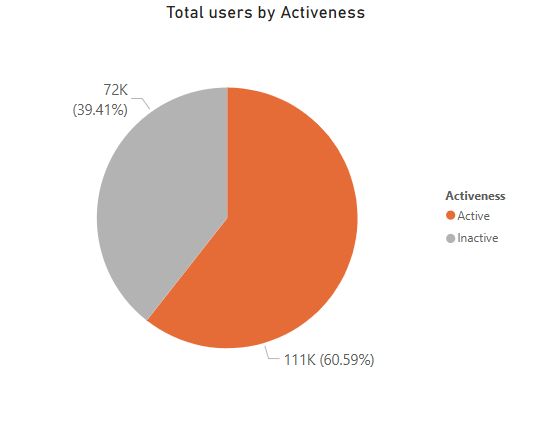 Total users by Activeness
72K
(39.41%)
Activeness
Active
Inactive
111K (60.59%)